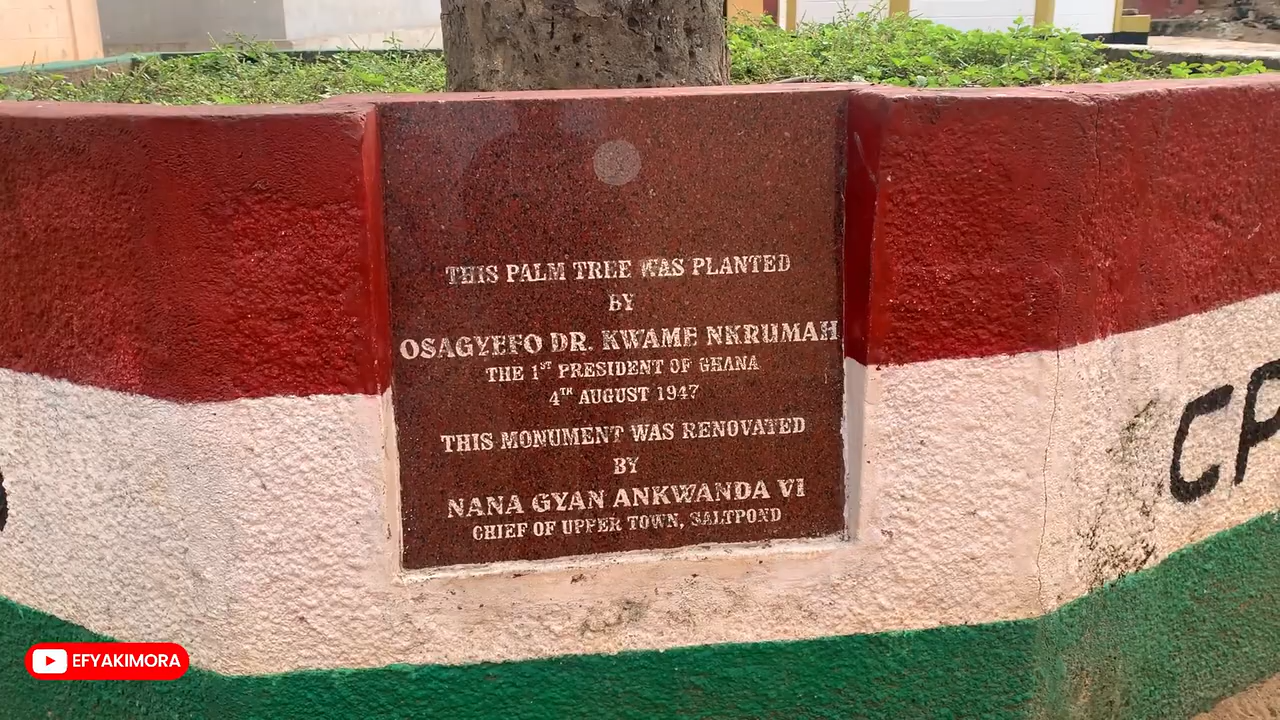 THIS PALM TREE WAS PLANTED
BY
OSAGYEFO DR. KWAME NKRUMAH
THE 1ST PRESIDENT OF GHANA
4TH AUGUST 1947
THIS MONUMENT WAS RENOVATED
BY
NANA GYAN ANKWANDA VI
CHIEF OF UPPER TOWN, SALTPOND
CP
EFYAKIMORA